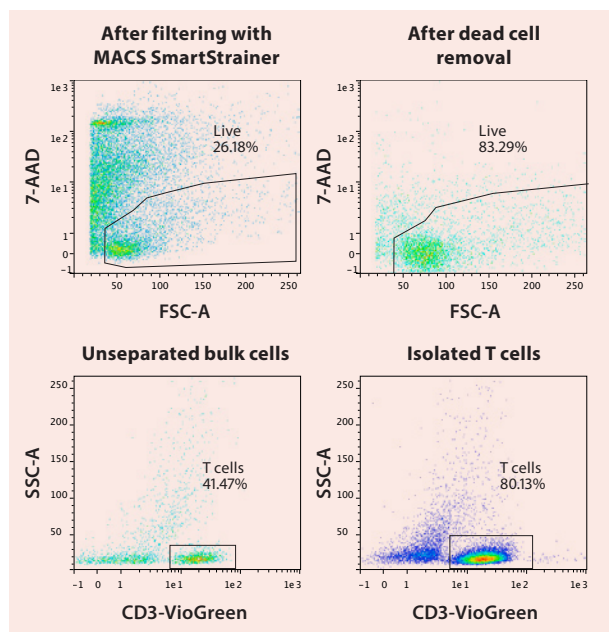 After filtering with
MACS SmartStrainer
7-AAD
1e3
1e2
1e1
1
0
−1
Live
26.18%
50
100
150
200
250
FSC-A
After dead cell
removal
7-AAD
1e3
1e2
1e1
1
0
−1
Live
83.29%
50
100
150
200
250
FSC-A
Unseparated bulk cells
SSC-A
250
200
150
100
50
T cells
41.47%
−1
0
1
1e1
1e2
1e3
CD3-VioGreen
Isolated T cells
SSC-A
250
200
150
100
50
T cells
80.13%
−1
0
1
1e1
1e2
1e3
CD3-VioGreen